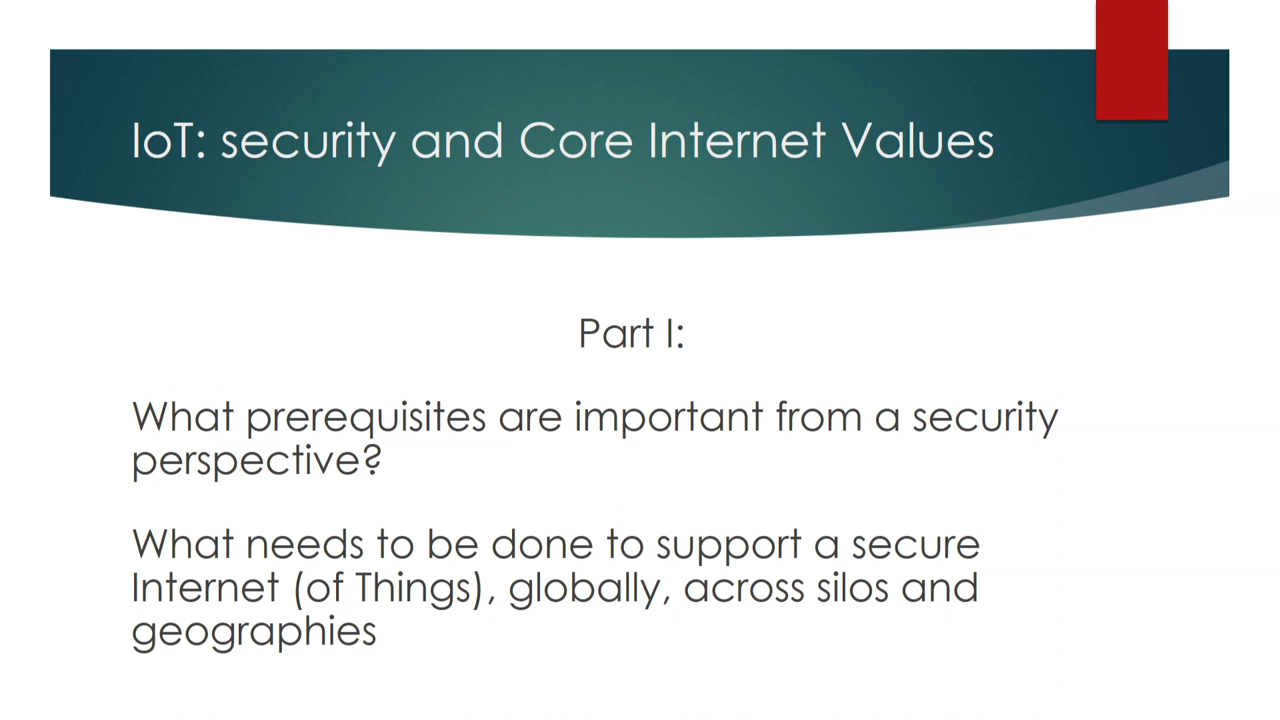 IoT: security and Core Internet Values
Part I:
What prerequisites are important from a security
perspective?
What needs to be done to support a secure
Internet (of Things), globally, across silos and
geographies